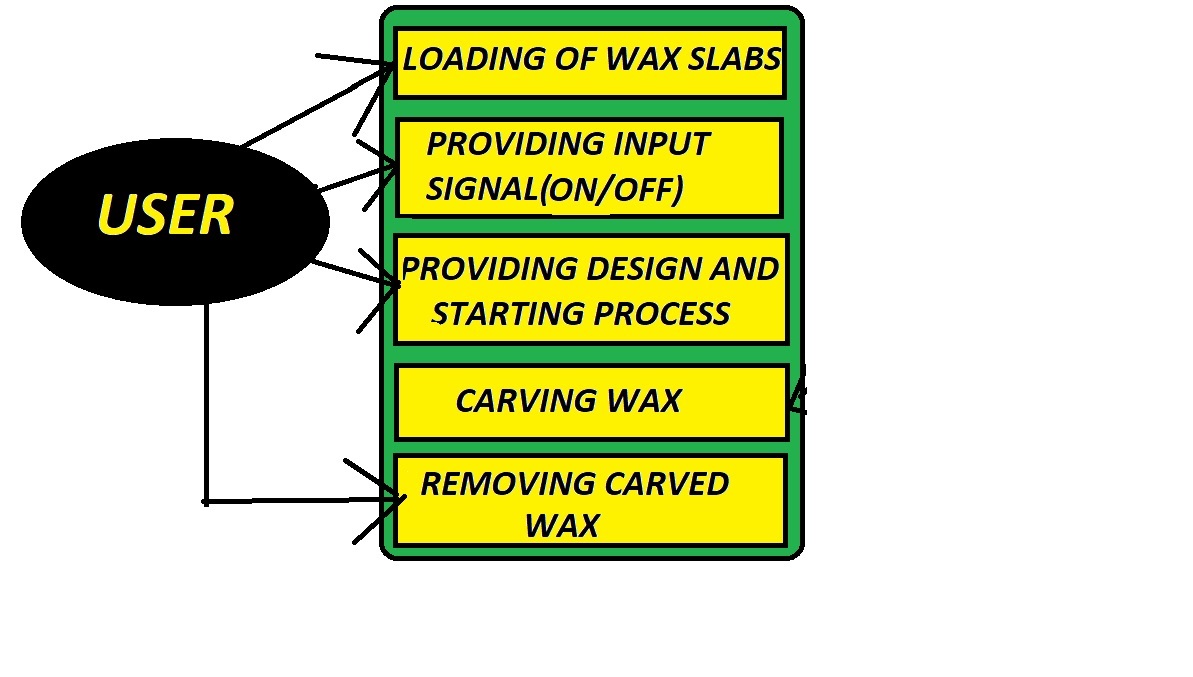 LOADING OF WAX SLABS
PROVIDING INPUT
SIGNAL(ON/OFF)
USER
PROVIDING DESIGN AND
STARTING PROCESS
CARVING WAX
REMOVING CARVED
WAX